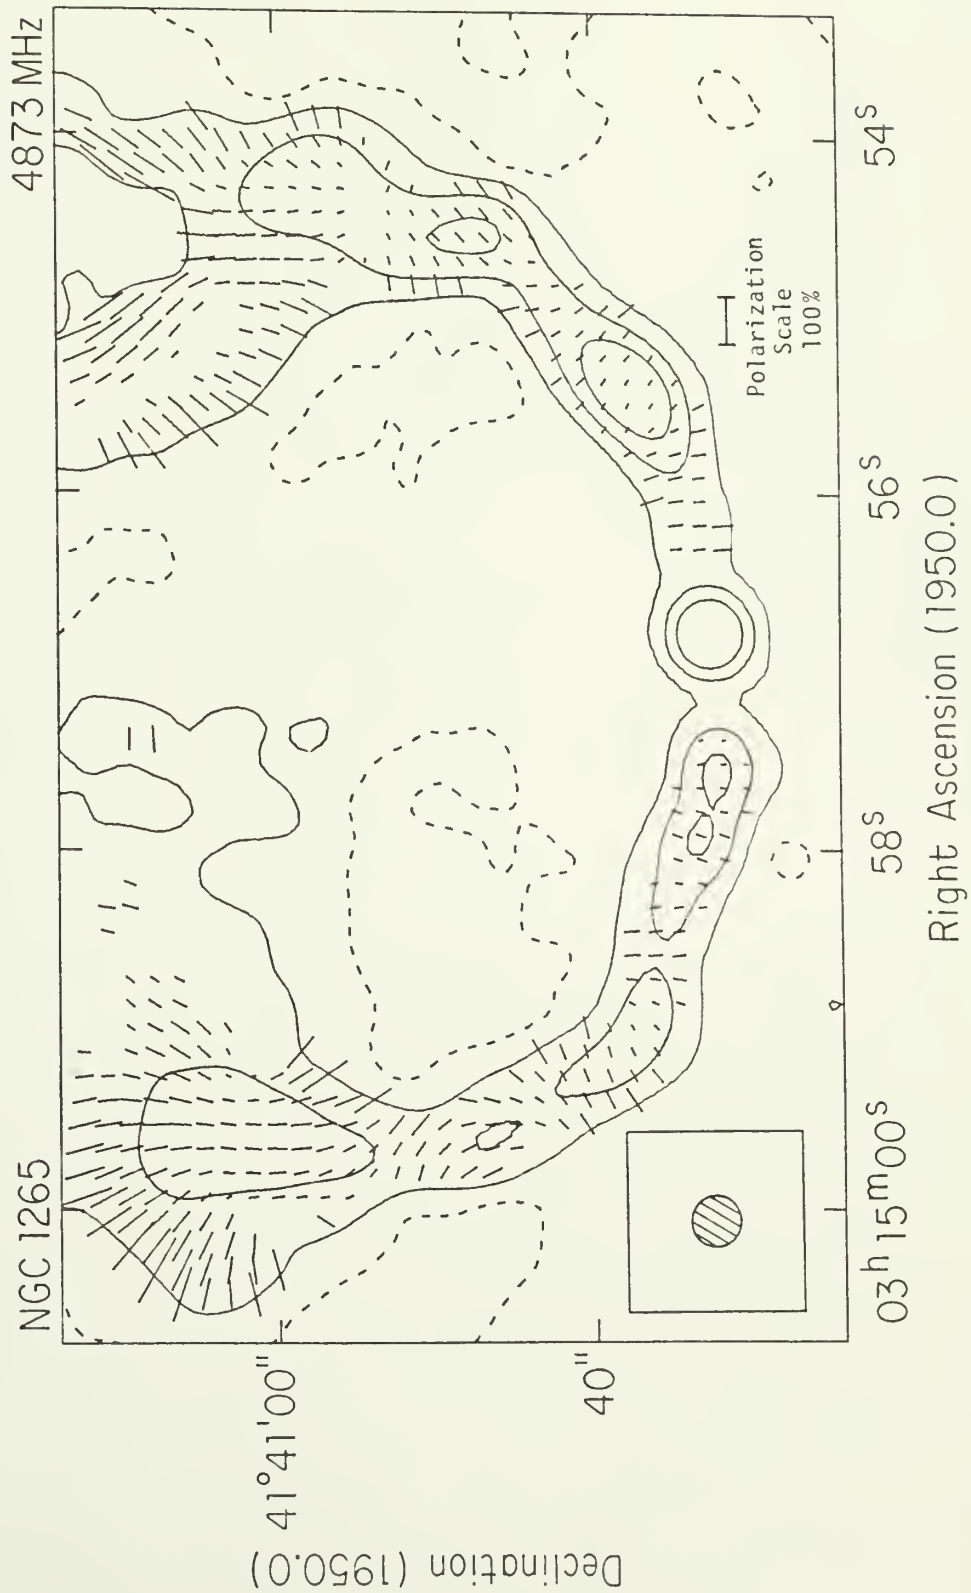 NGC 1265
4873 MHz
Declination (1950.0)
41°41'00"
40"
Polarization
Scale
100%
03ʰ15ᵐ00ˢ
58ˢ
56ˢ
54ˢ
Right Ascension (1950.0)